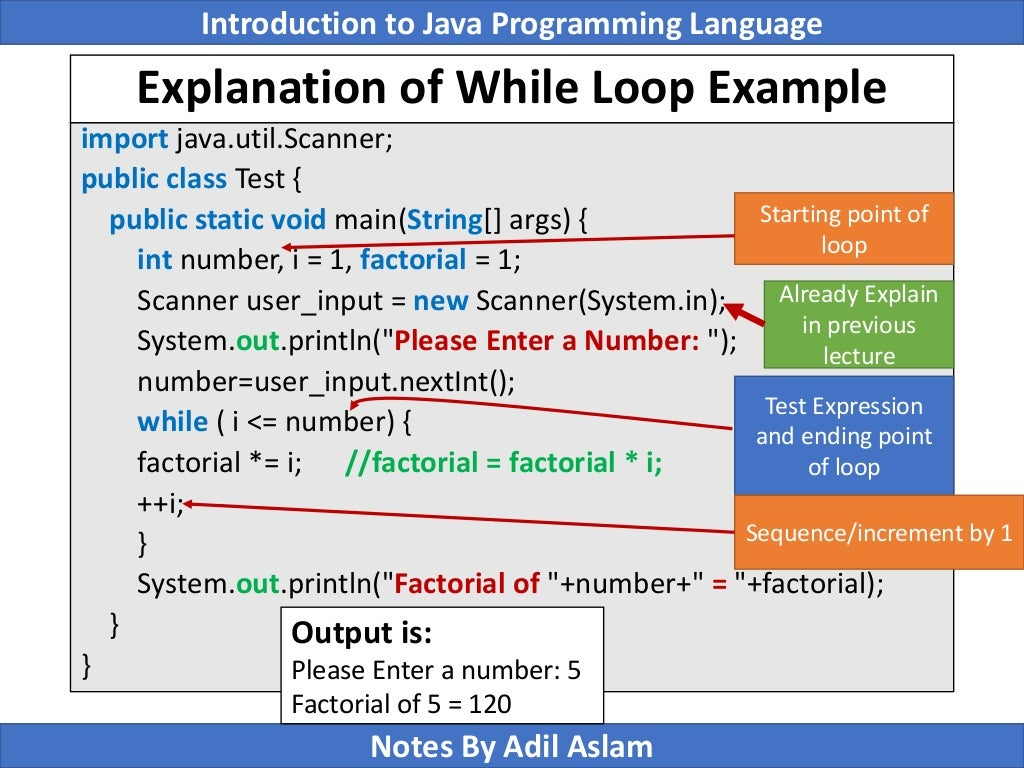 Introduction to Java Programming Language
Explanation of While Loop Example
import java.util.Scanner;
public class Test {
public static void main(String[] args) {
int number, i = 1, factorial = 1;
Scanner user_input = new Scanner(System.in);
System.out.println("Please Enter a Number: ");
number=user_input.nextInt();
while ( i <= number) {
factorial *= i; //factorial = factorial * i;
++i;
}
System.out.println("Factorial of "+number+" = "+factorial);
}
}
Starting point of
loop
Already Explain
in previous
lecture
Test Expression
and ending point
of loop
Sequence/increment by 1
Output is:
Please Enter a number: 5
Factorial of 5 = 120
Notes By Adil Aslam